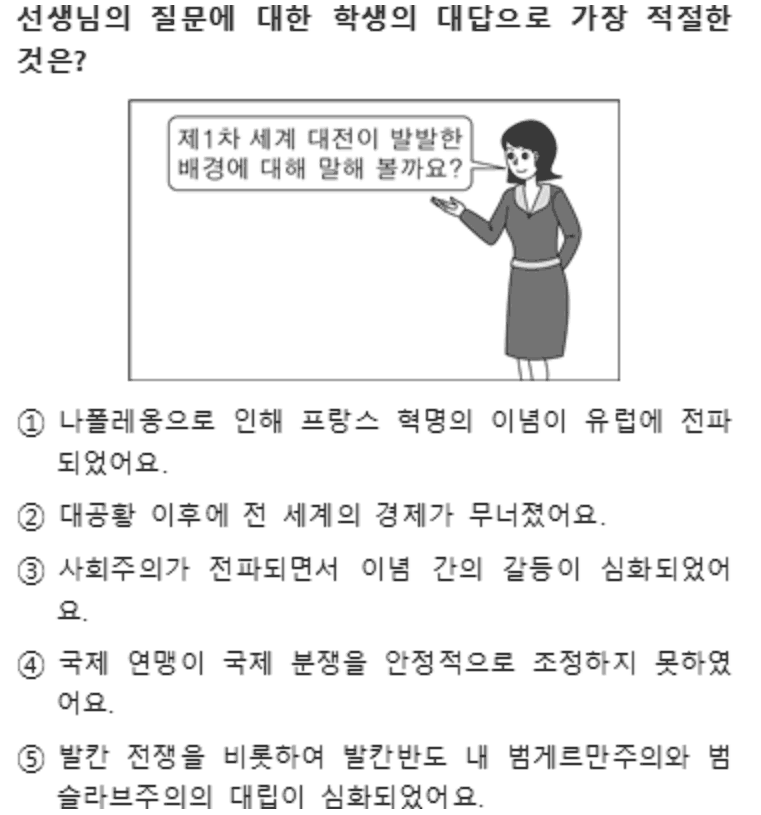 선생님의 질문에 대한 학생의 대답으로 가장 적절한
것은?
제1차 세계 대전이 발발한
배경에 대해 말해 볼까요?
① 나폴레옹으로 인해 프랑스 혁명의 이념이 유럽에 전파
되었어요.
② 대공황 이후에 전 세계의 경제가 무너졌어요.
③ 사회주의가 전파되면서 이념 간의 갈등이 심화되었어
요.
④ 국제 연맹이 국제 분쟁을 안정적으로 조정하지 못하였
어요.
⑤ 발칸 전쟁을 비롯하여 발칸반도 내 범게르만주의와 범
슬라브주의의 대립이 심화되었어요.